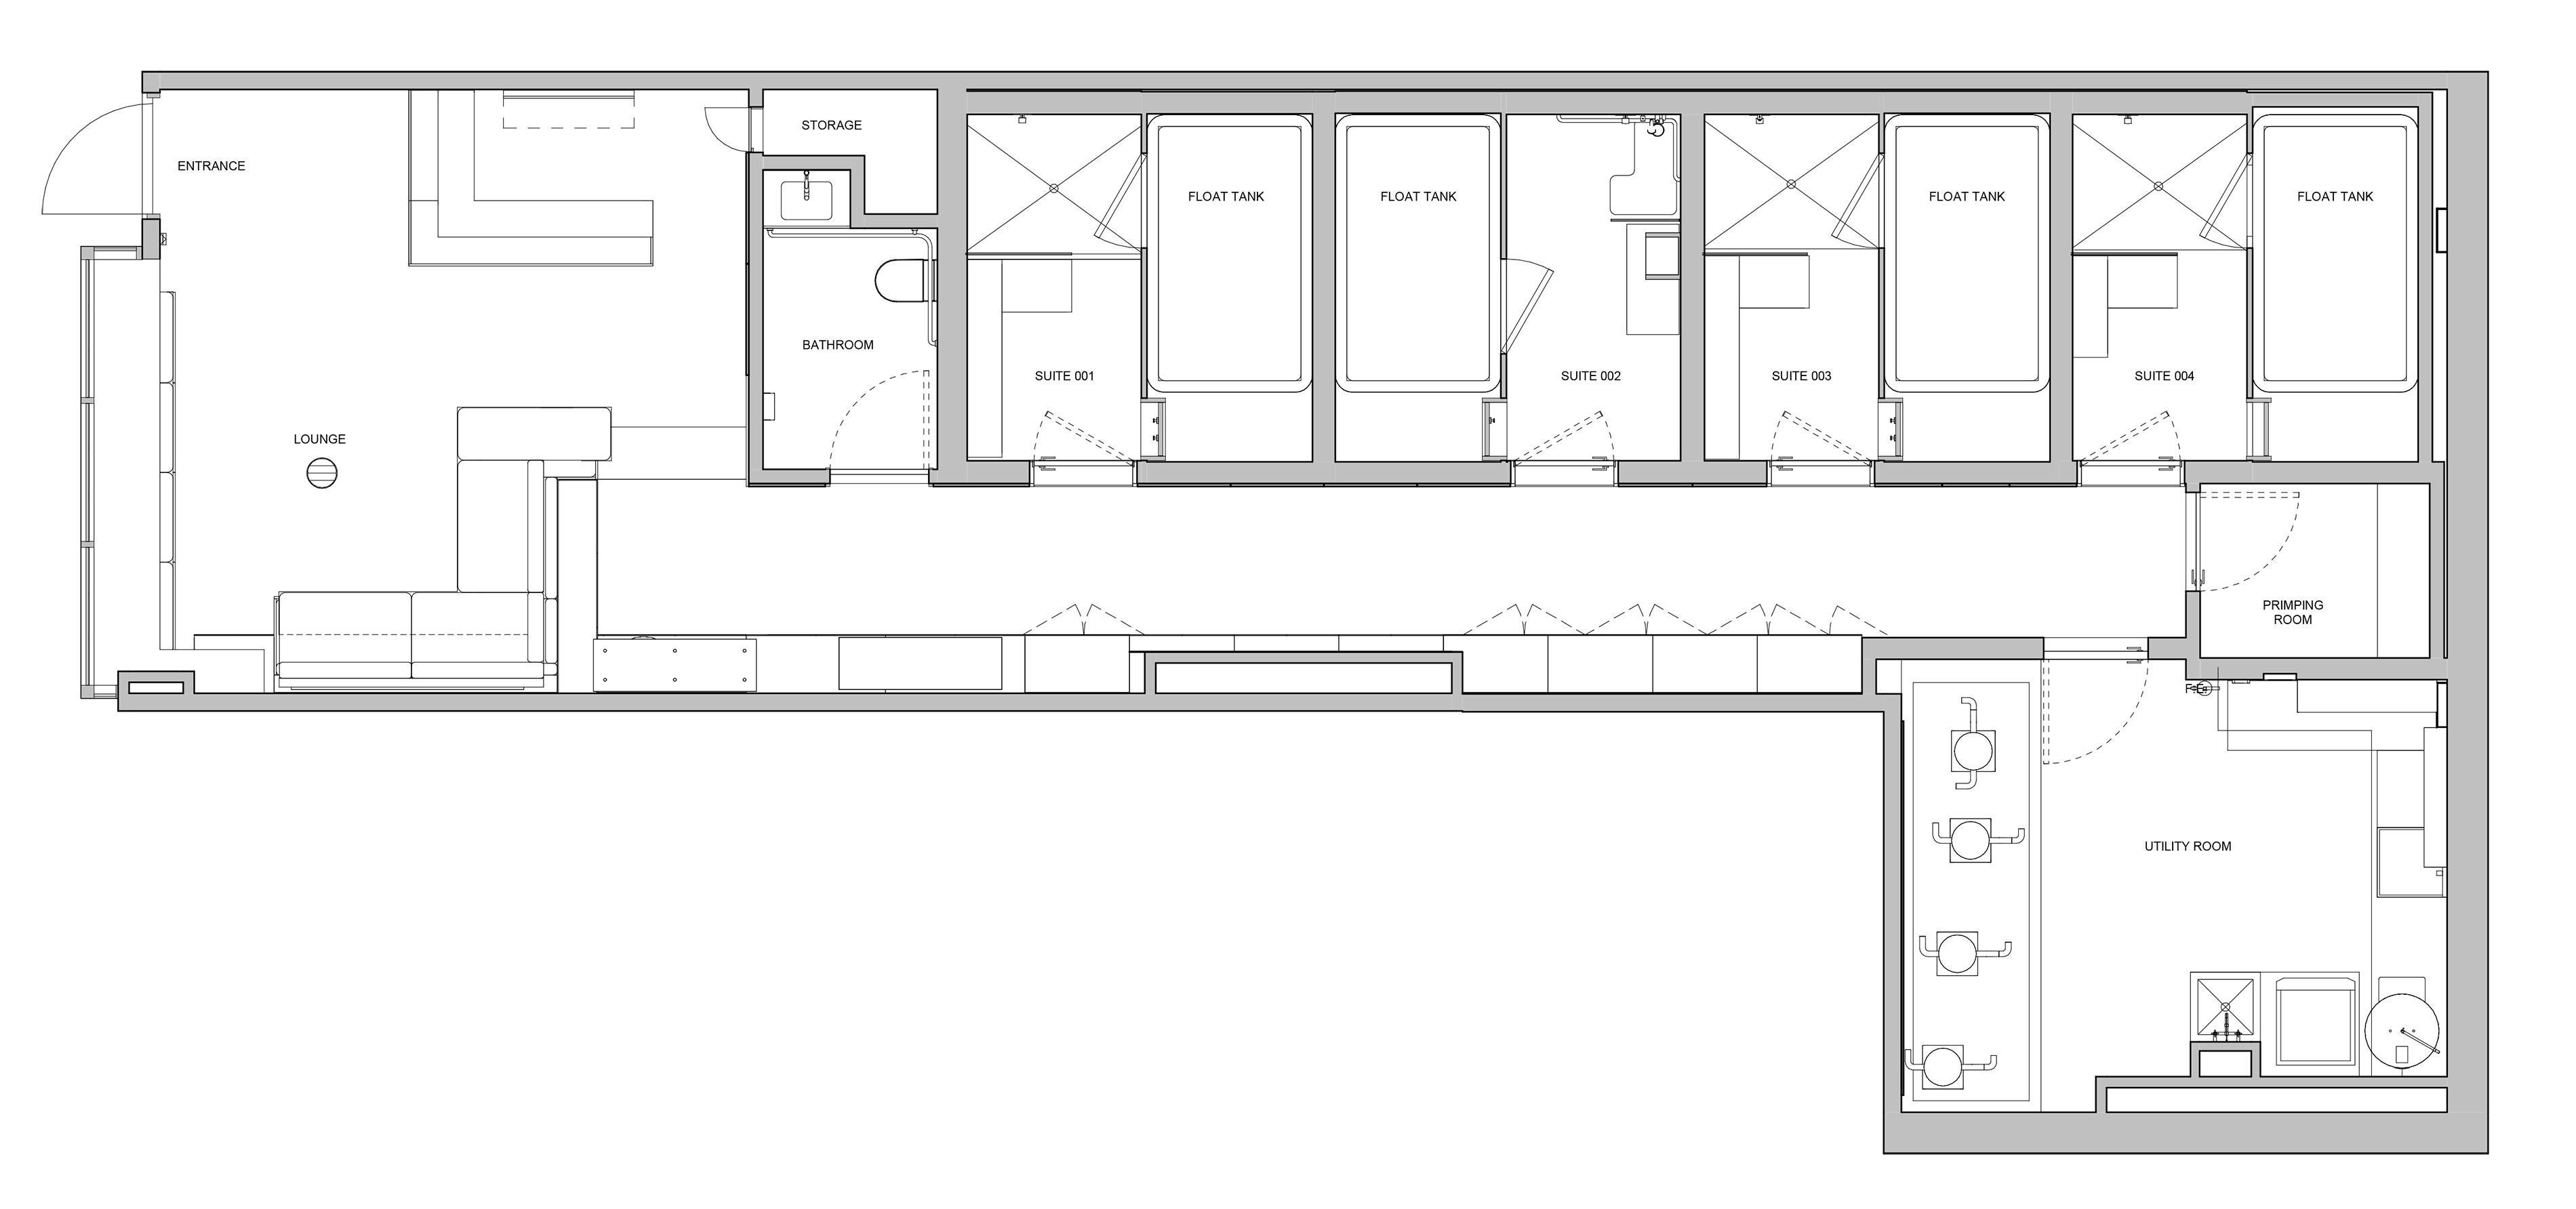 STORAGE
ENTRANCE
FLOAT TANK
FLOAT TANK
FLOAT TANK
FLOAT TANK
BATHROOM
SUITE 001
SUITE 002
SUITE 003
SUITE 004
LOUNGE
PRIMPING
ROOM
UTILITY ROOM